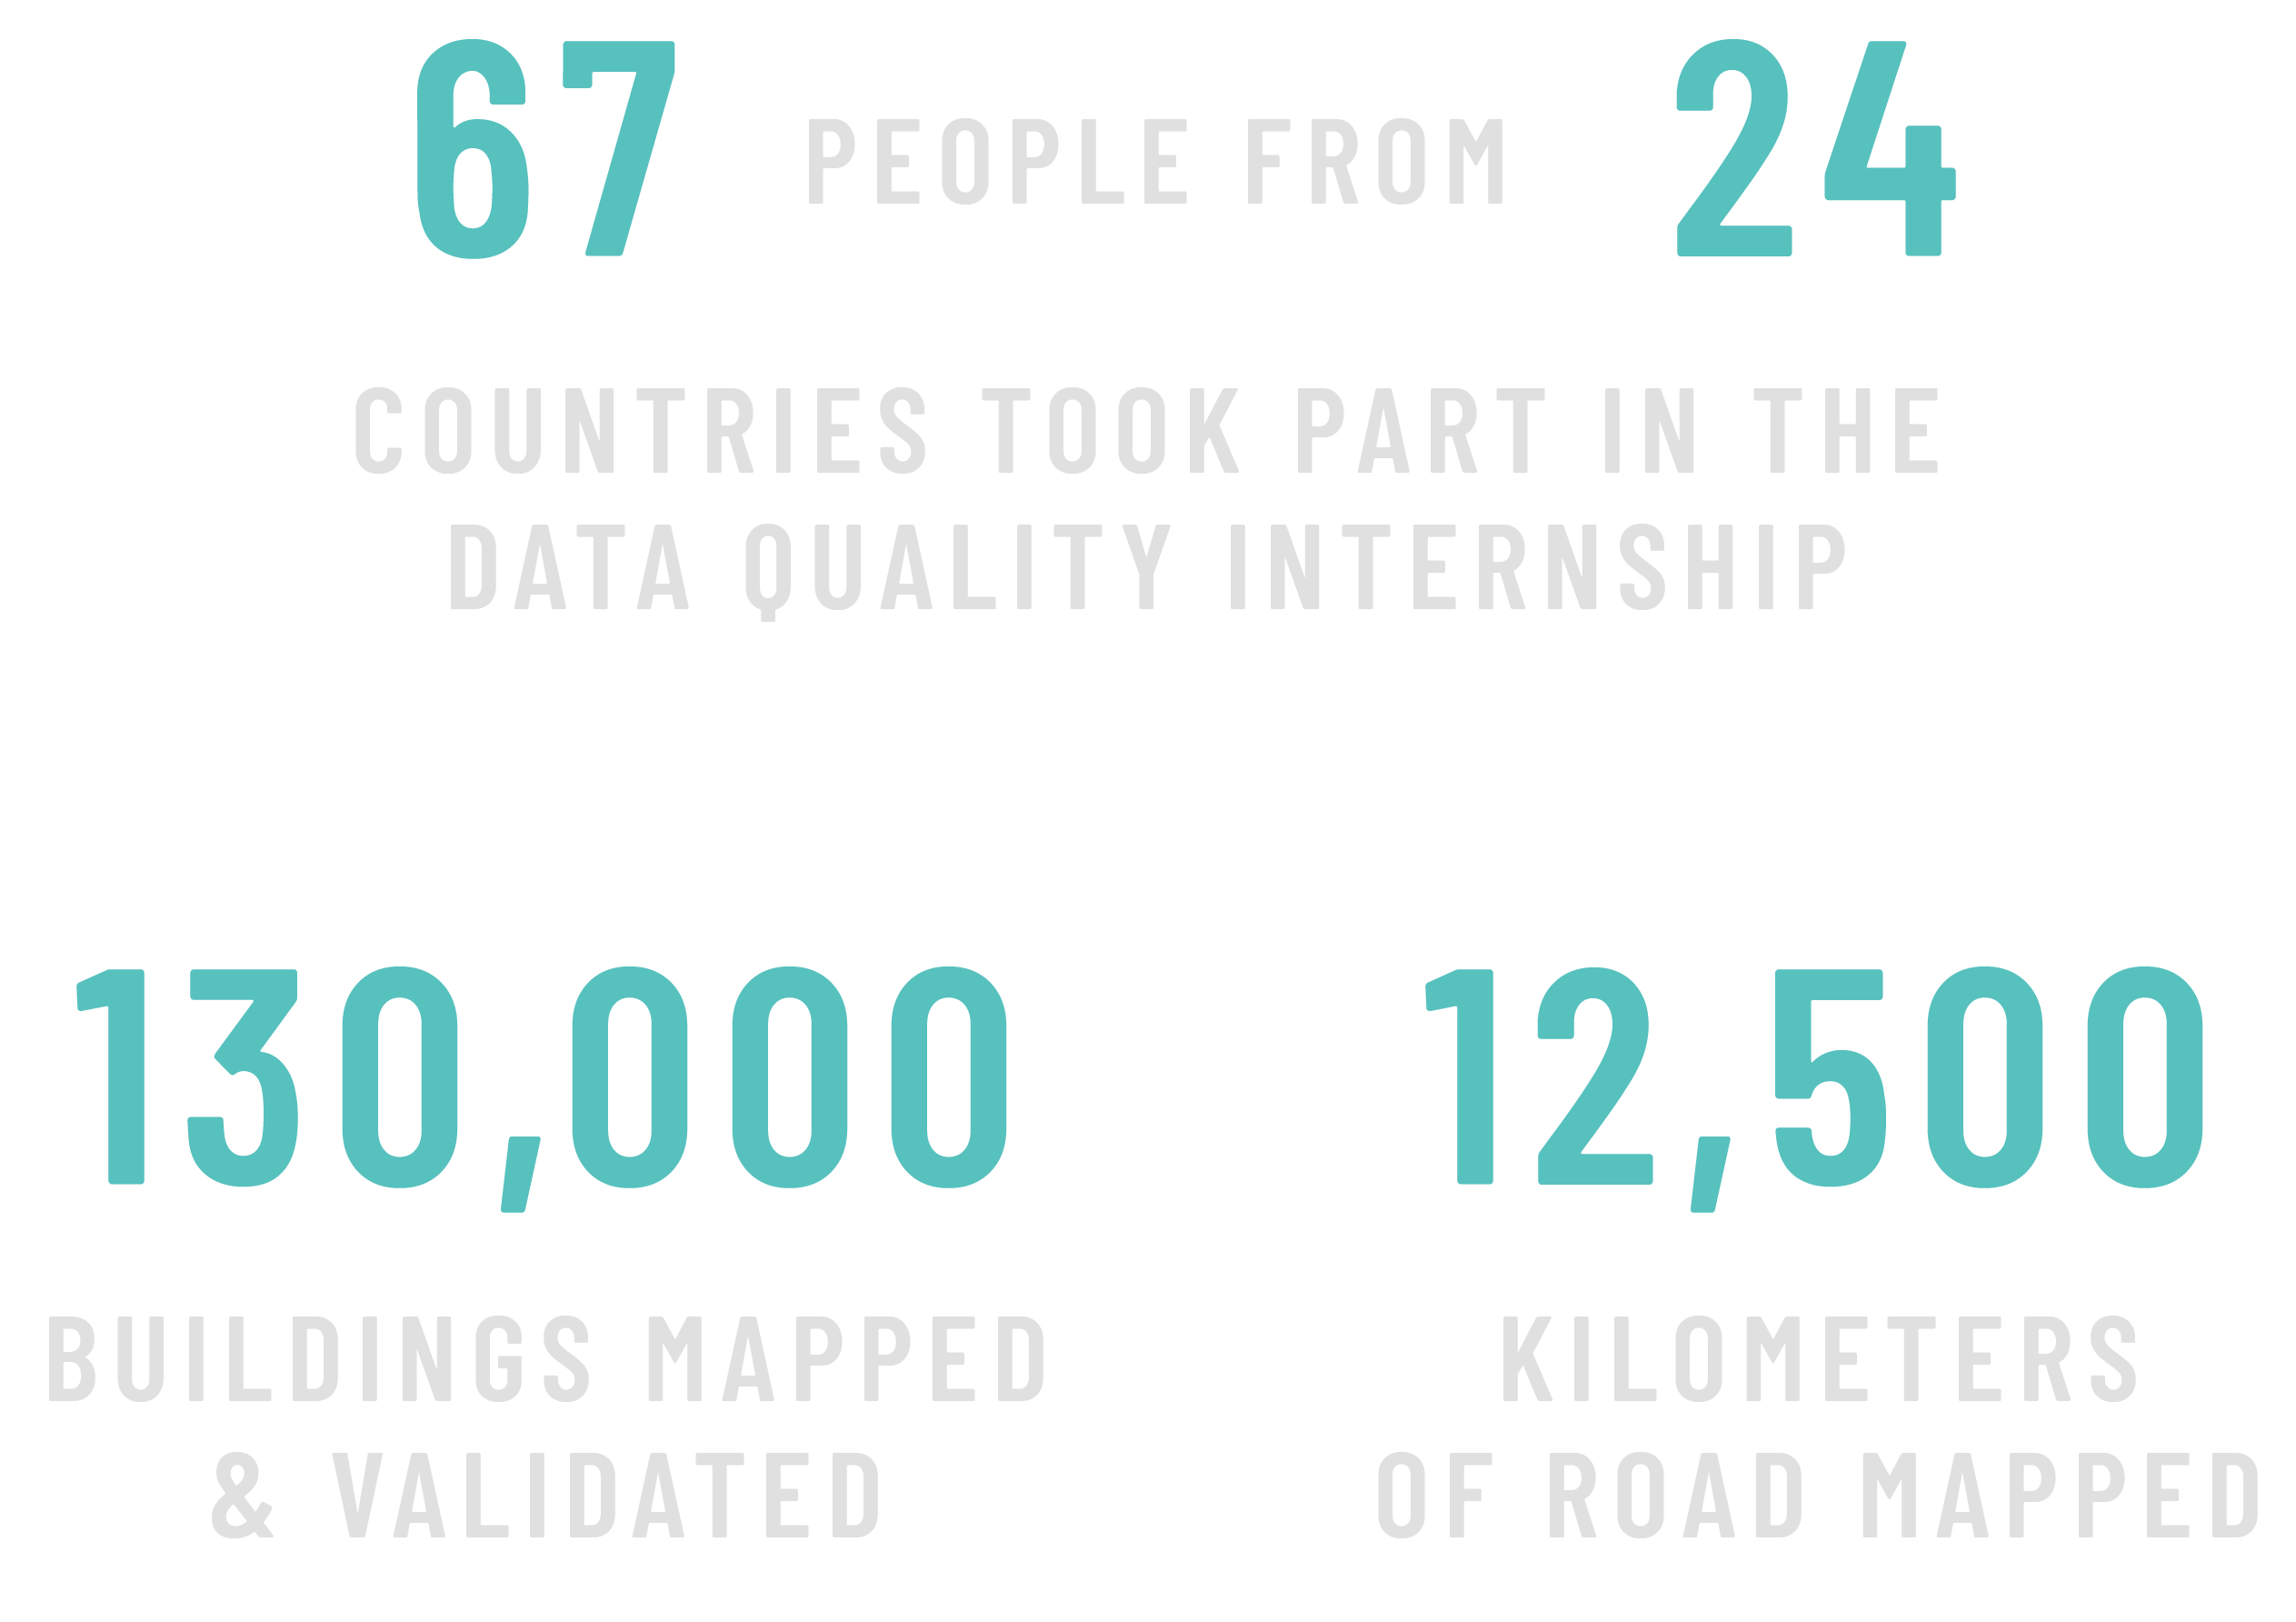 67 PEOPLE FROM 24
COUNTRIES TOOK PART IN THE
DATA QUALITY INTERNSHIP
130,000
BUILDINGS MAPPED
& VALIDATED
12,500
KILOMETERS
OF ROAD MAPPED